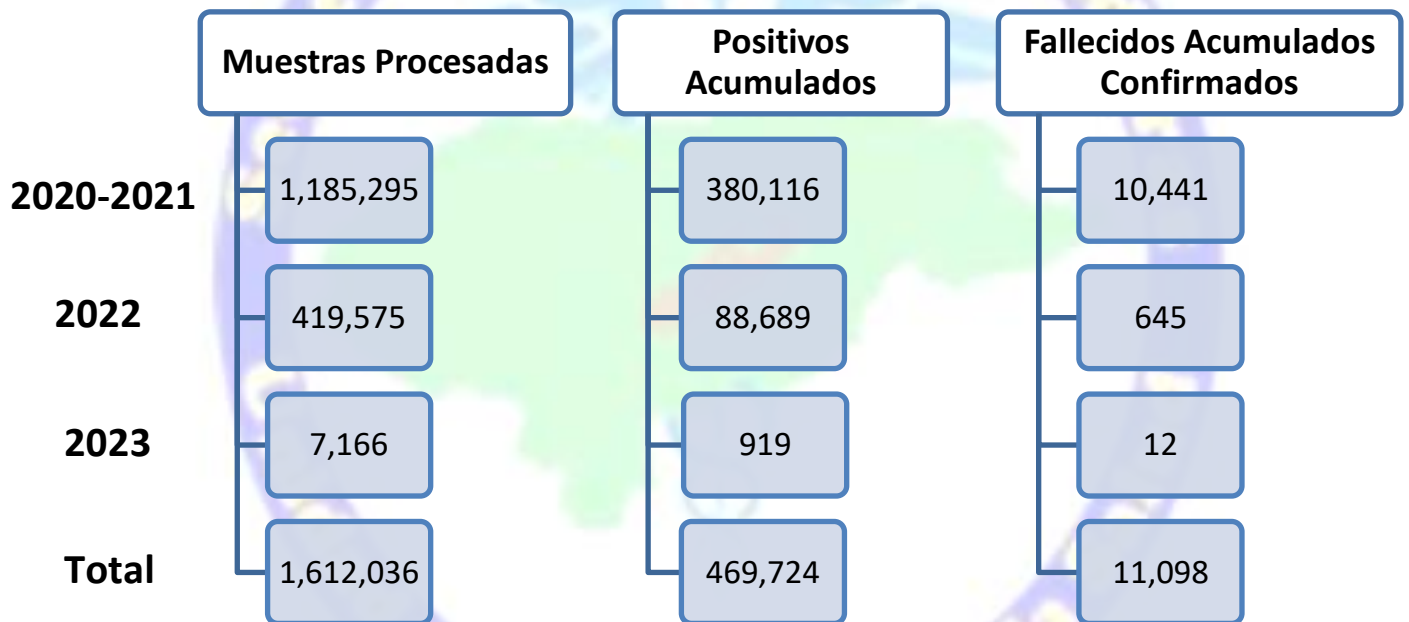 Muestras Procesadas
Positivos
Acumulados
Fallecidos Acumulados
Confirmados
2020-2021
1,185,295
380,116
10,441
2022
419,575
88,689
645
2023
7,166
919
12
Total
1,612,036
469,724
11,098